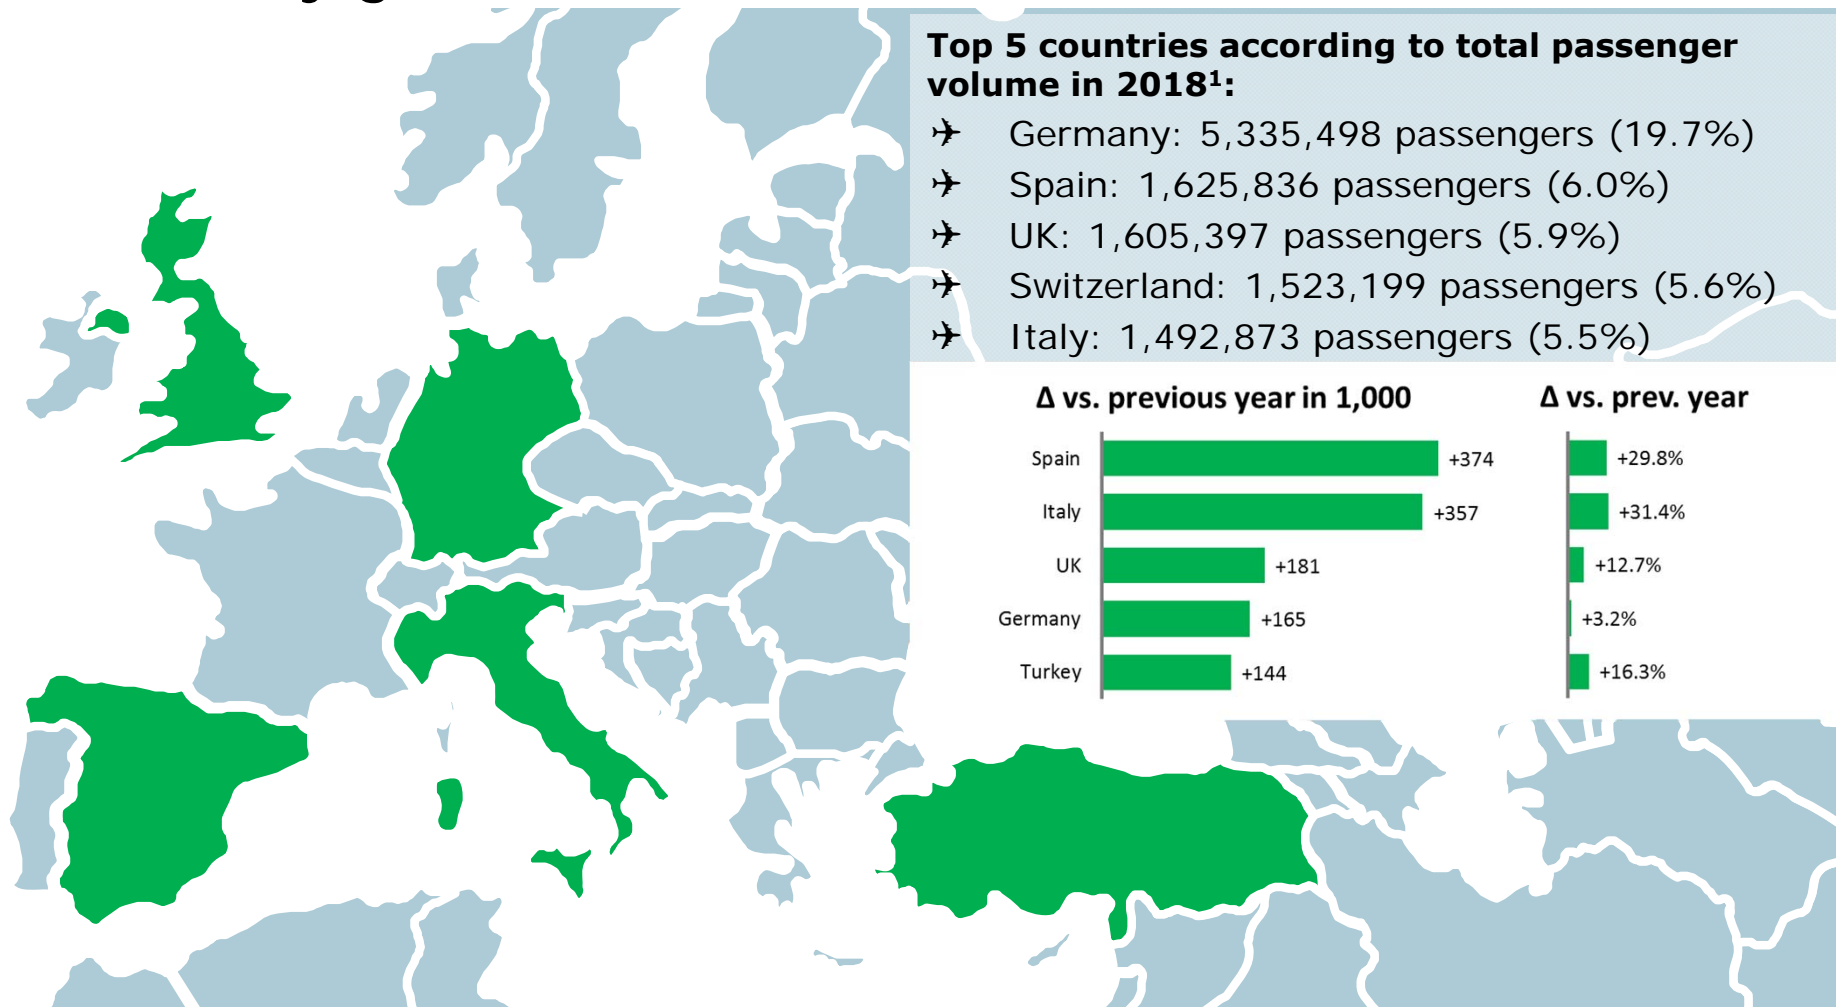 Top 5 countries according to total passenger
volume in 2018¹:
✈ Germany: 5,335,498 passengers (19.7%)
✈ Spain: 1,625,836 passengers (6.0%)
✈ UK: 1,605,397 passengers (5.9%)
✈ Switzerland: 1,523,199 passengers (5.6%)
✈ Italy: 1,492,873 passengers (5.5%)
Δ vs. previous year in 1,000
Δ vs. prev. year
Spain +374 +29.8%
Italy +357 +31.4%
UK +181 +12.7%
Germany +165 +3.2%
Turkey +144 +16.3%